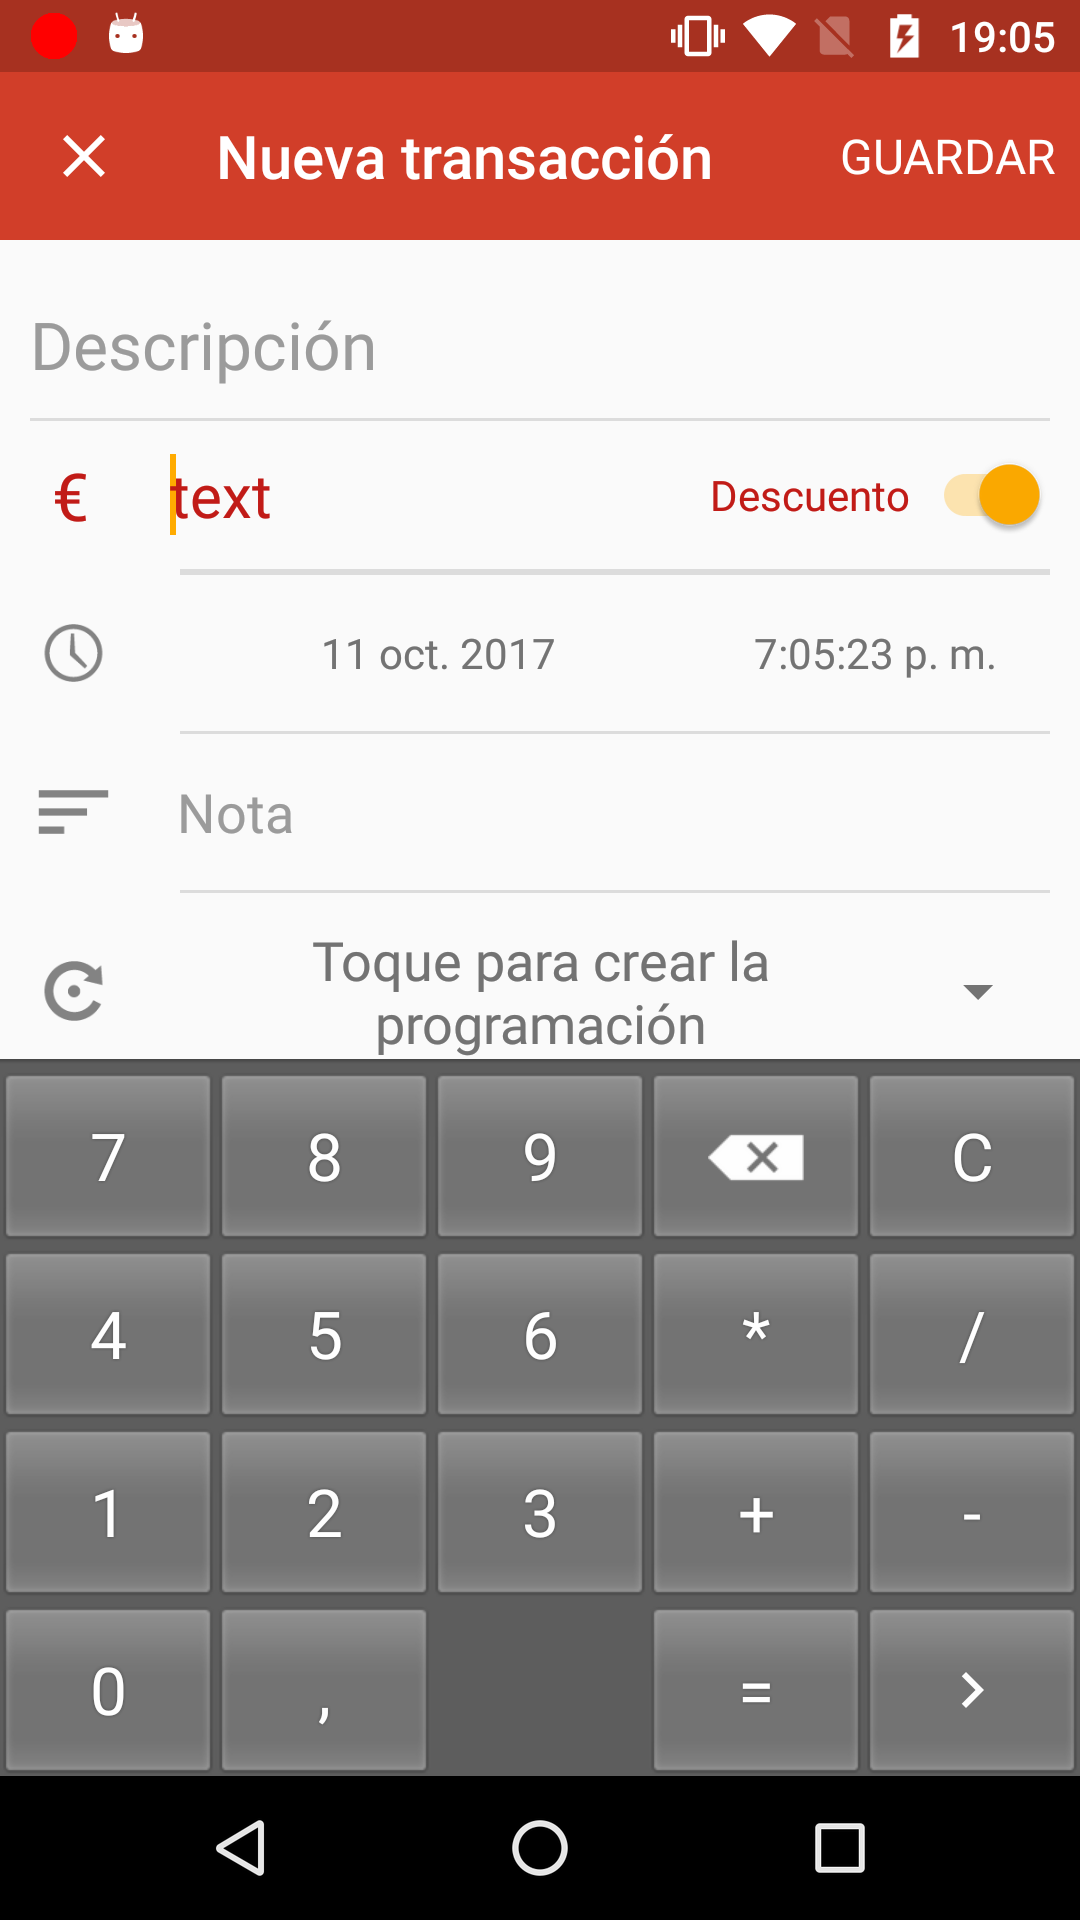 19:05
Nueva transacción GUARDAR
Descripción
€ text Descuento
11 oct. 2017 7:05:23 p. m.
Nota
Toque para crear la
programación
7 8 9 C
4 5 6 * /
1 2 3 + -
0 , = >